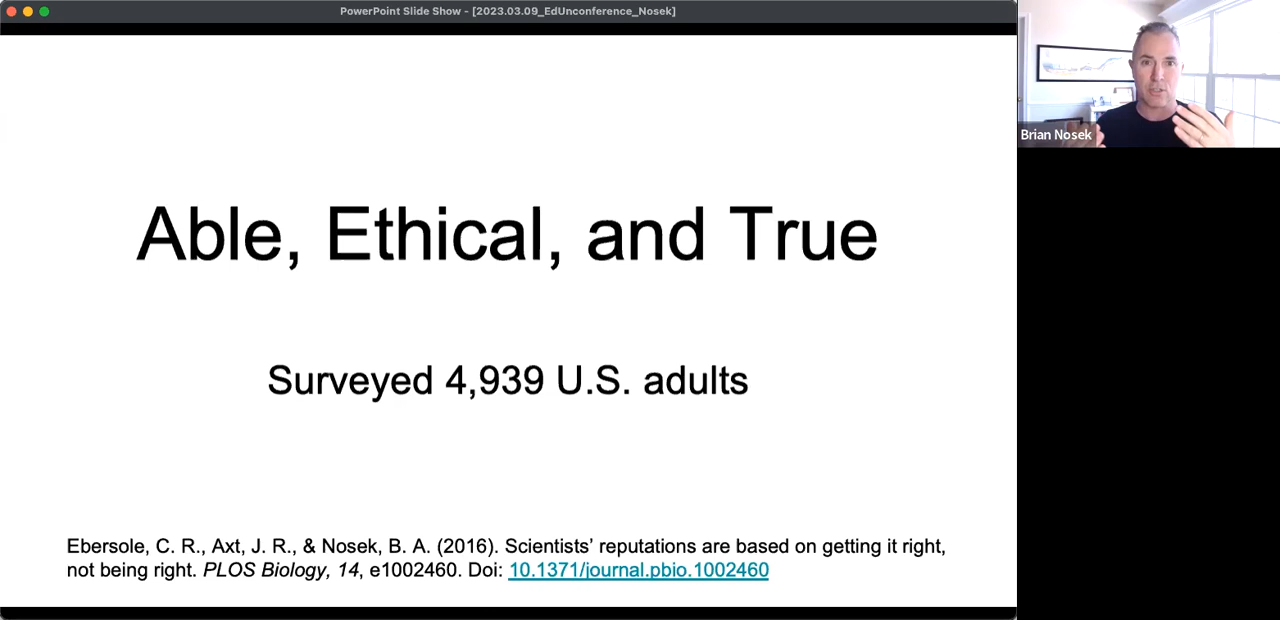 PowerPoint Slide Show - [2023.03.09_EdUnconference_Nosek]
Able, Ethical, and True
Surveyed 4,939 U.S. adults
Ebersole, C. R., Axt, J. R., & Nosek, B. A. (2016). Scientists’ reputations are based on getting it right,
not being right. PLOS Biology, 14, e1002460. Doi: 10.1371/journal.pbio.1002460
Brian Nosek